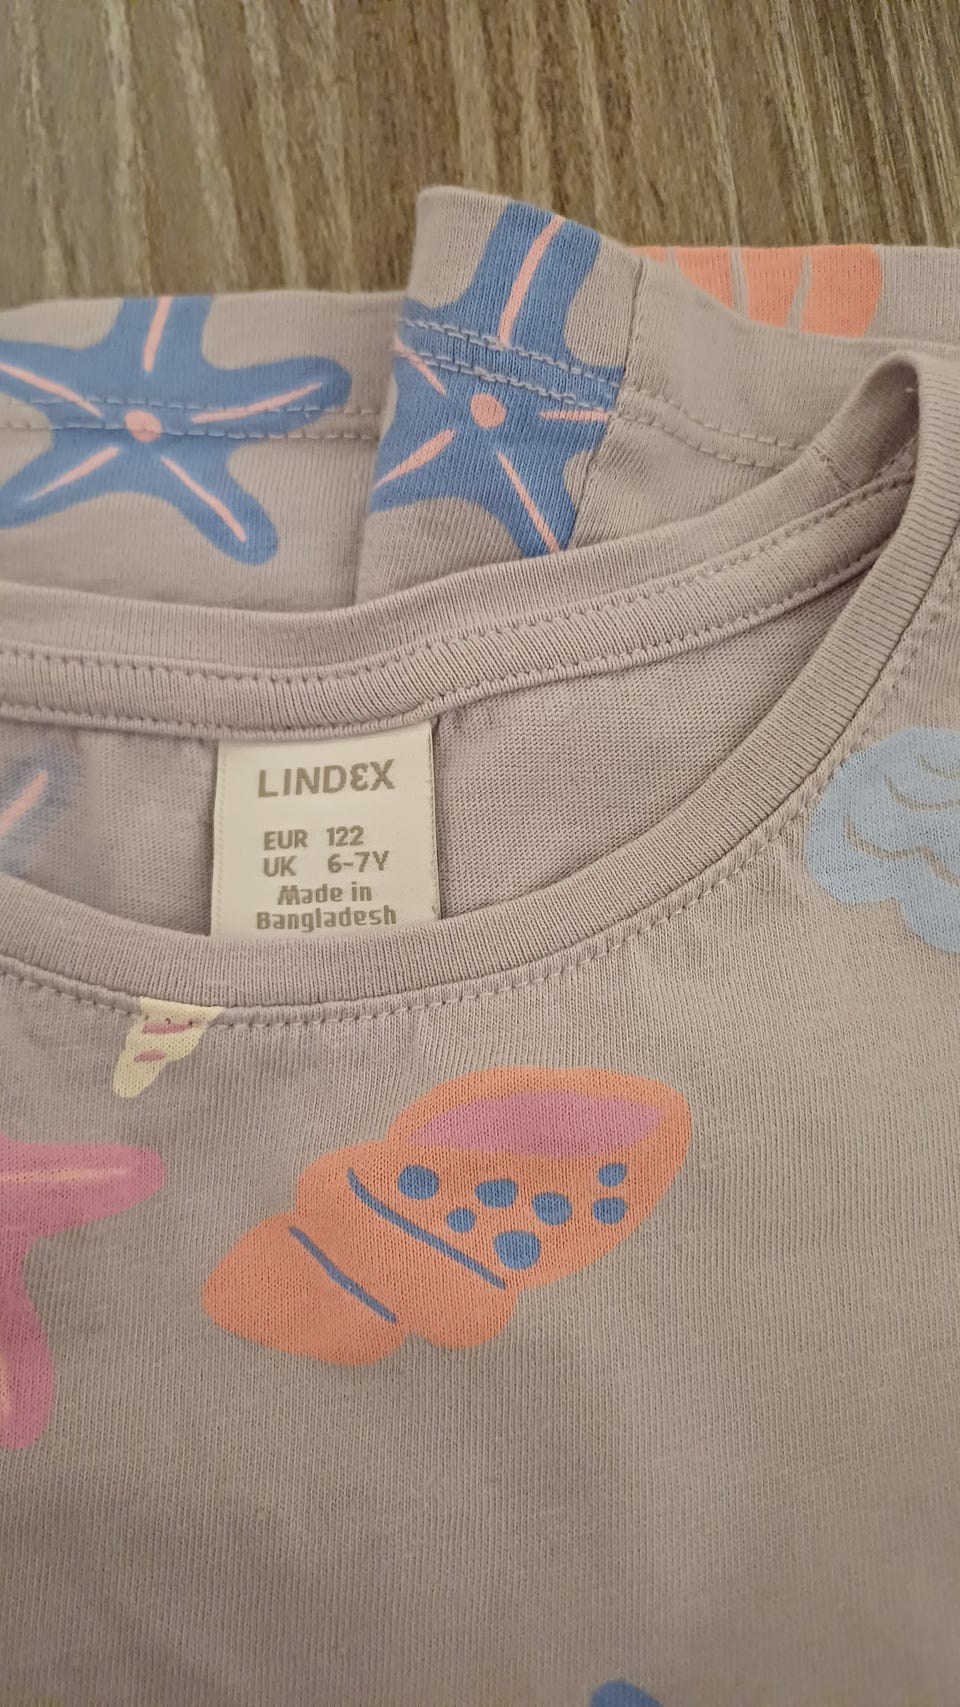 LINDEX
EUR 122
UK 6-7Y
Made in
Bangladesh